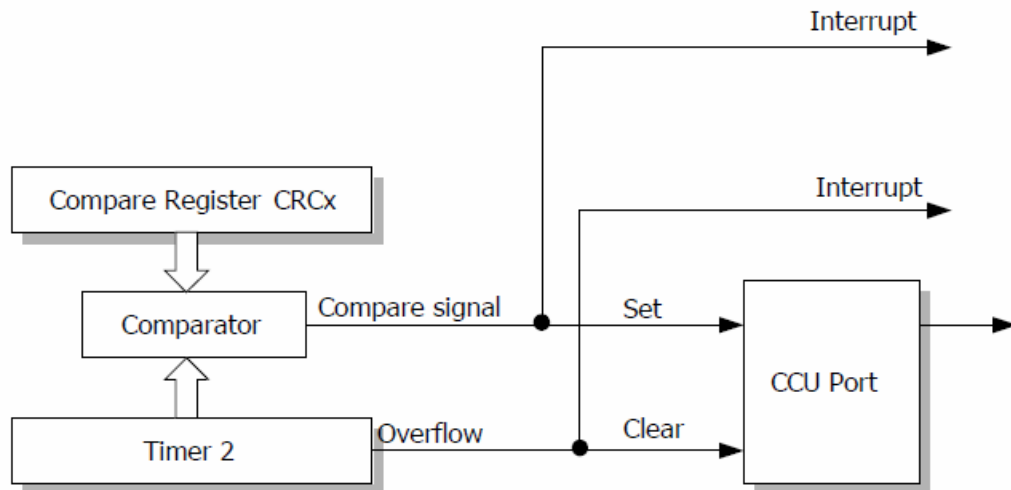 Interrupt
Interrupt
Compare Register CRCx
Comparator
Compare signal
Set
CCU Port
Timer 2
Overflow
Clear